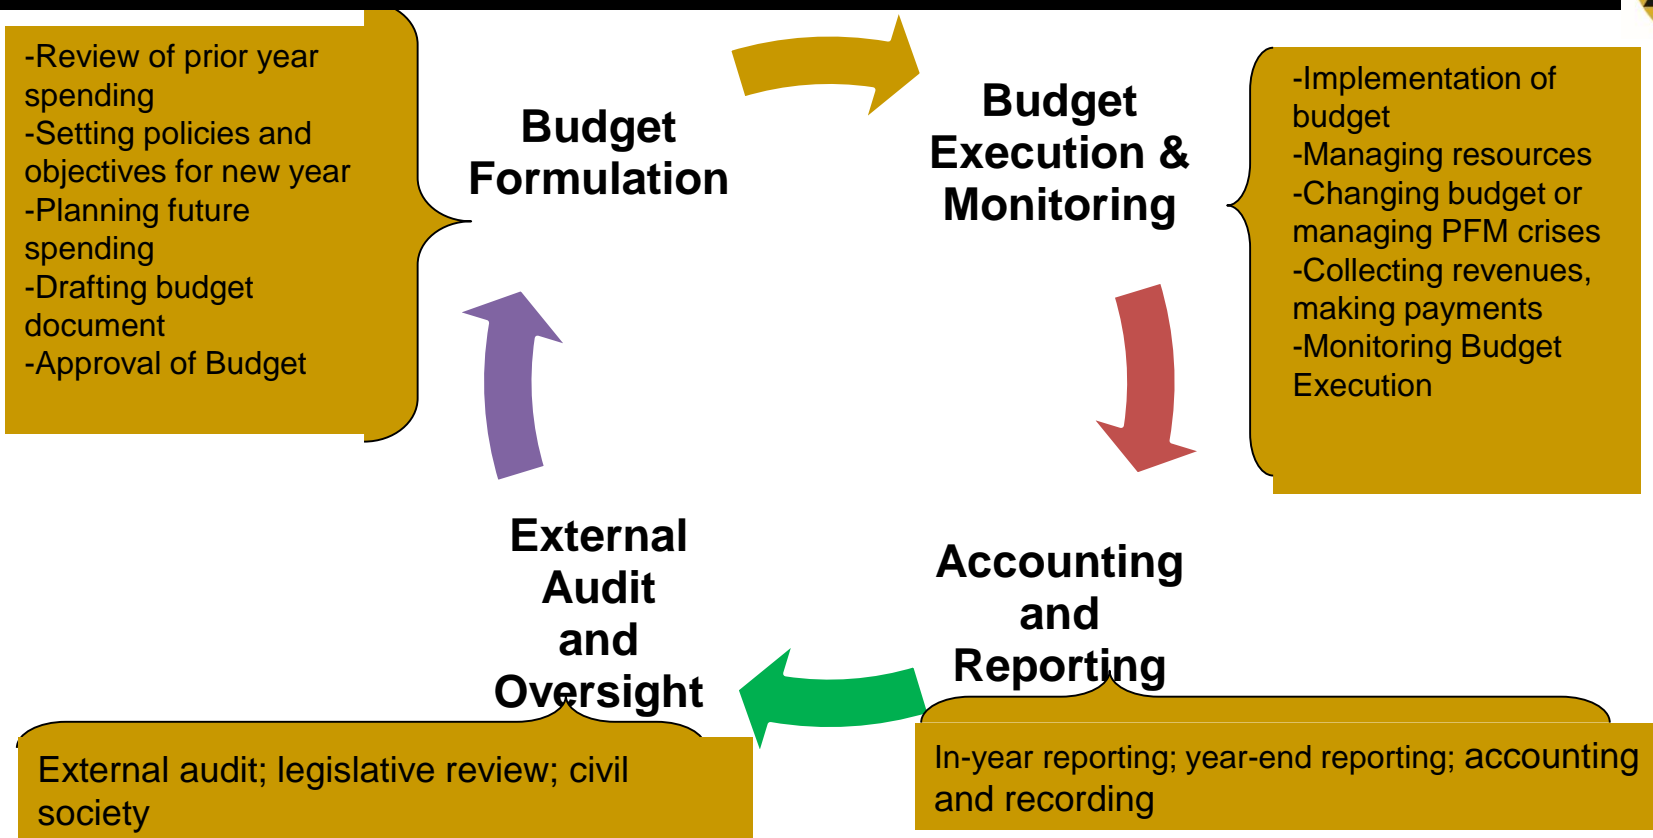 -Review of prior year
spending
-Setting policies and
objectives for new year
-Planning future
spending
-Drafting budget
document
-Approval of Budget
Budget
Formulation
Budget
Execution &
Monitoring
-Implementation of
budget
-Managing resources
-Changing budget or
managing PFM crises
-Collecting revenues,
making payments
-Monitoring Budget
Execution
External
Audit
and
Oversight
Accounting
and
Reporting
External audit; legislative review; civil
society
In-year reporting; year-end reporting; accounting
and recording